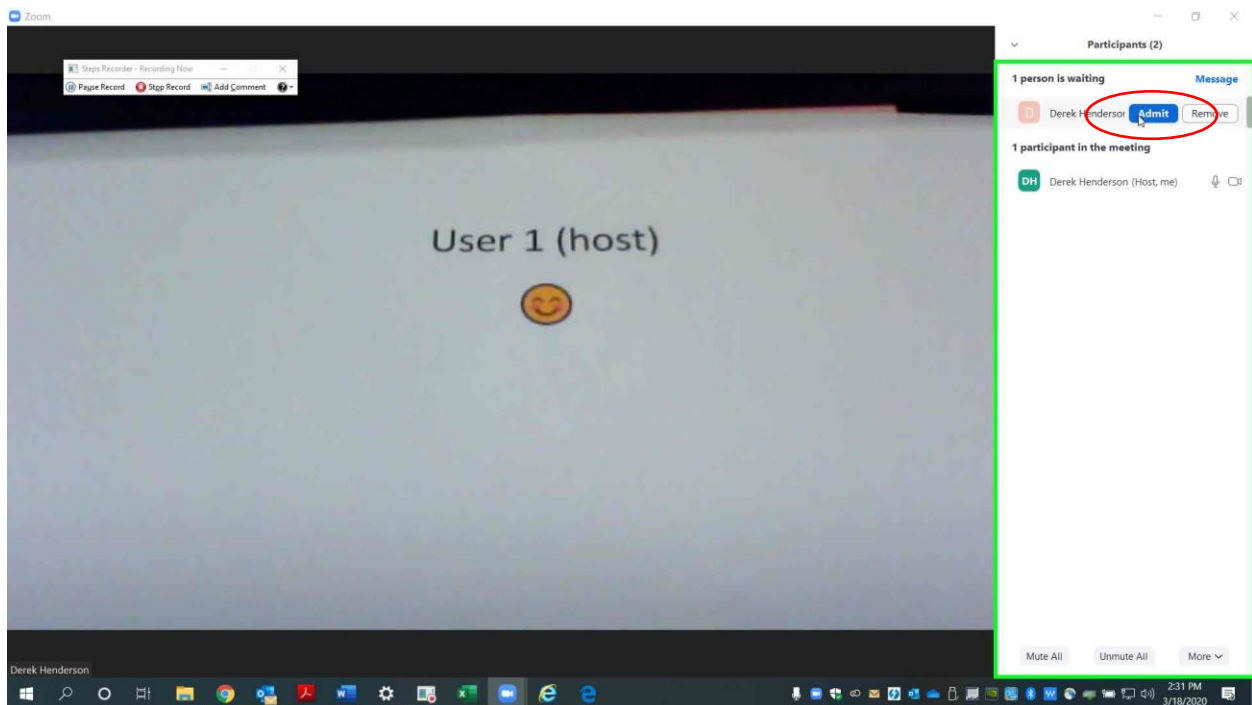 Zoom
Participants (2)
Steps Recorder - Recording Now
Pause Record Stop Record Add Comment
1 person is waiting Message
D Derek Henderson Admit Remove
1 participant in the meeting
DH Derek Henderson (Host, me)
User 1 (host)
Mute All Unmute All More
Derek Henderson
2:31 PM
3/18/2020